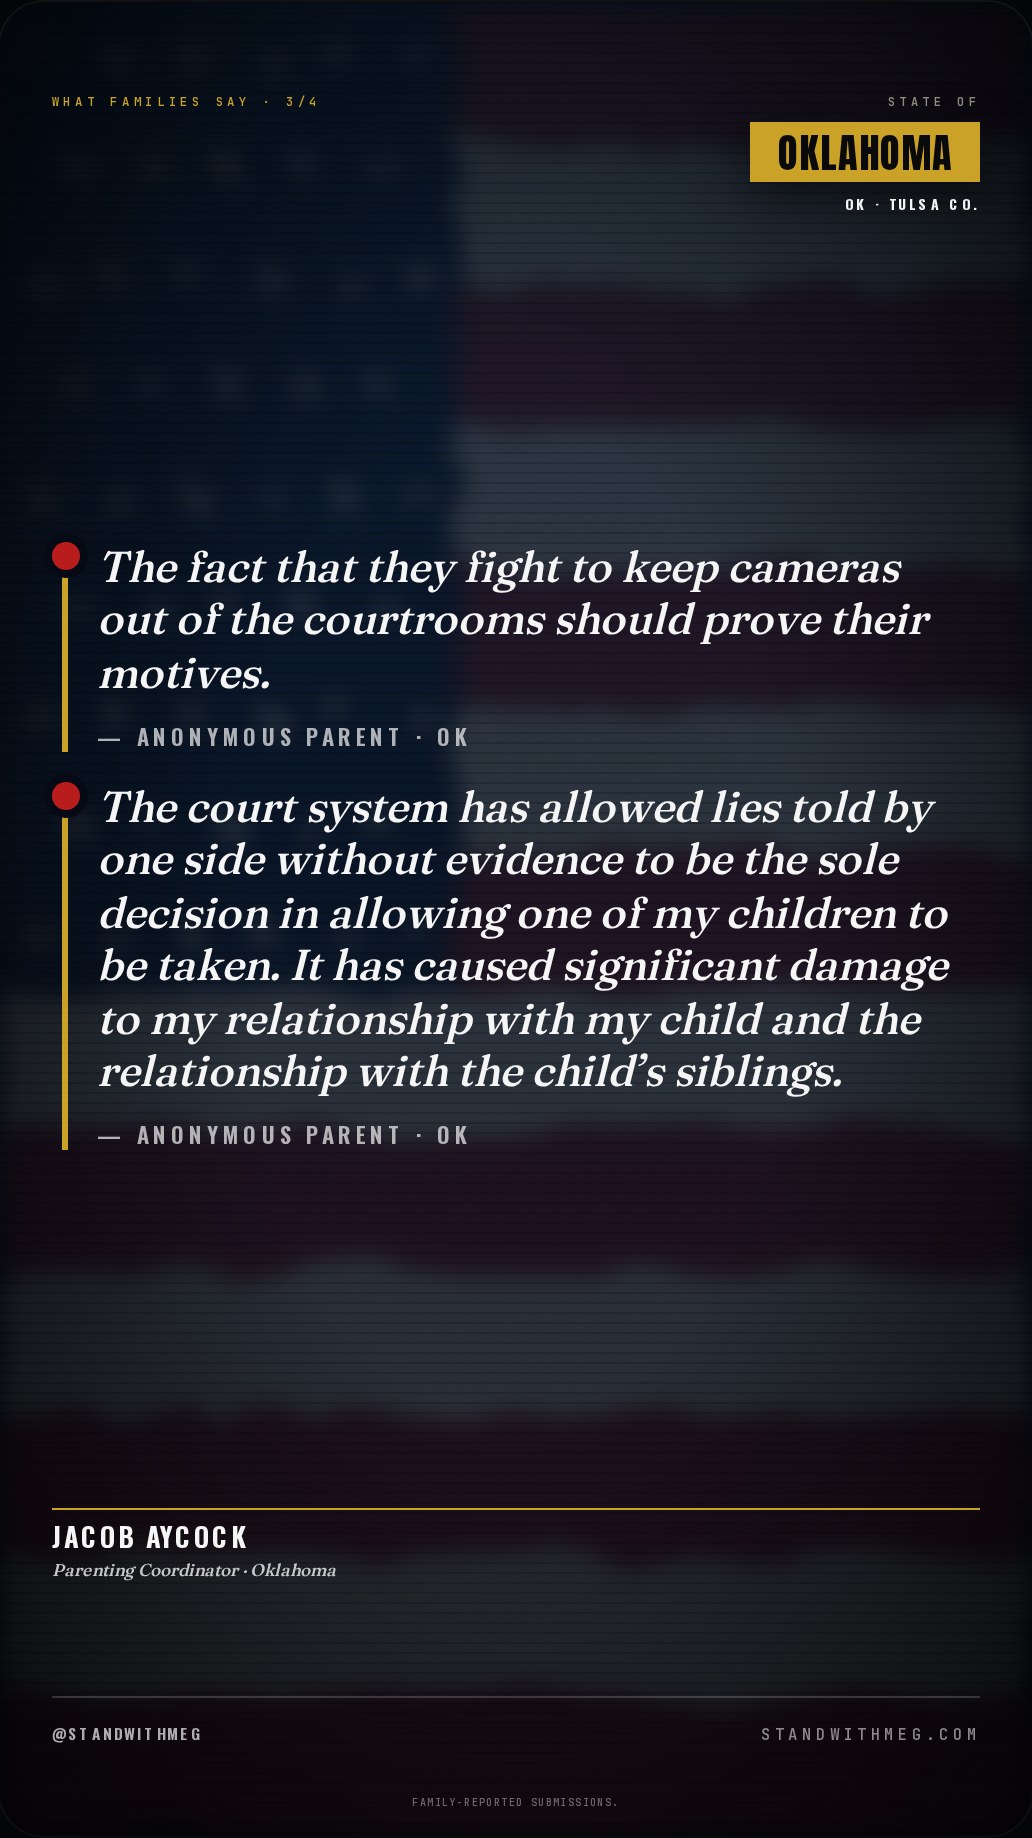 WHAT FAMILIES SAY · 3/4
STATE OF
OKLAHOMA
OK · TULSA CO.
The fact that they fight to keep cameras
out of the courtrooms should prove their
motives.
— ANONYMOUS PARENT · OK
The court system has allowed lies told by
one side without evidence to be the sole
decision in allowing one of my children to
be taken. It has caused significant damage
to my relationship with my child and the
relationship with the child’s siblings.
— ANONYMOUS PARENT · OK
JACOB AYCOCK
Parenting Coordinator · Oklahoma
@STANDWITHMEG
STANDWITHMEG.COM
FAMILY-REPORTED SUBMISSIONS.